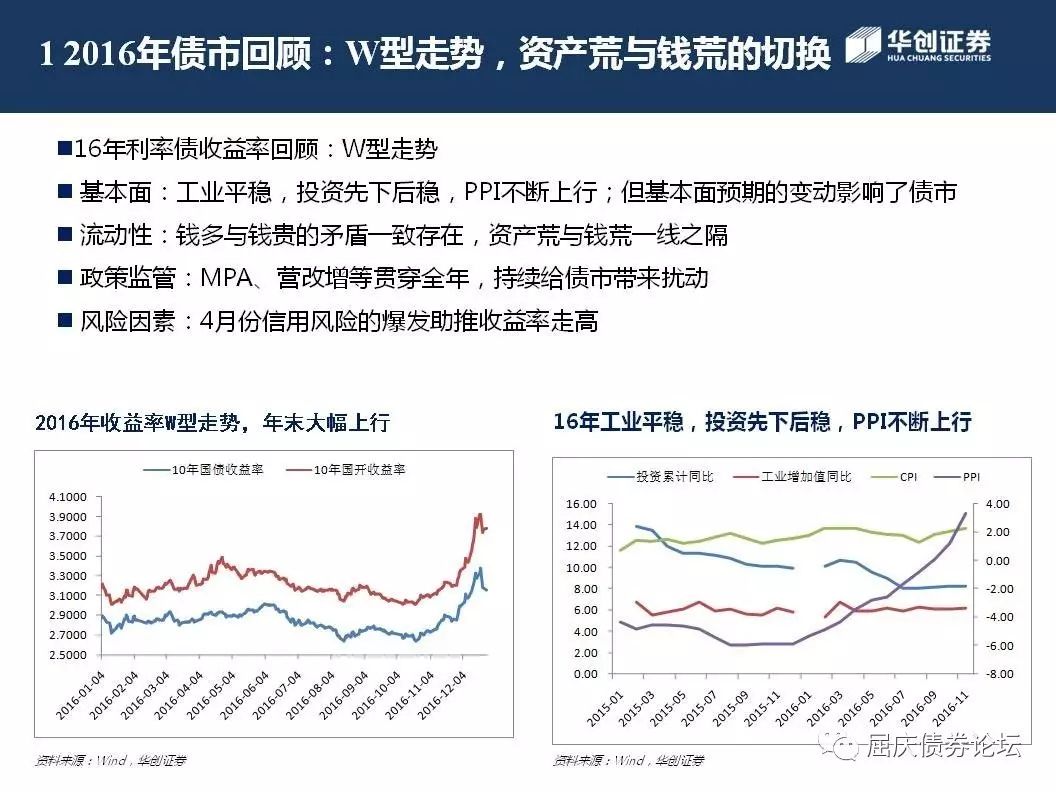 1 2016年债市回顾：W型走势，资产荒与钱荒的切换
华创证券
HUA CHUANG SECURITIES
■16年利率债收益率回顾：W型走势
■ 基本面：工业平稳，投资先下后稳，PPI不断上行；但基本面预期的变动影响了债市
■ 流动性：钱多与钱贵的矛盾一致存在，资产荒与钱荒一线之隔
■ 政策监管：MPA、营改增等贯穿全年，持续给债市带来扰动
■ 风险因素：4月份信用风险的爆发助推收益率走高
2016年收益率W型走势，年末大幅上行
10年国债收益率 10年国开收益率
4.1000
3.9000
3.7000
3.5000
3.3000
3.1000
2.9000
2.7000
2.5000
2016-01-04 2016-02-04 2016-03-04 2016-04-04 2016-05-04 2016-06-04 2016-07-04 2016-08-04 2016-09-04 2016-10-04 2016-11-04 2016-12-04
资料来源：Wind，华创证券
16年工业平稳，投资先下后稳，PPI不断上行
投资累计同比 工业增加值同比 CPI PPI
16.00 4.00
14.00 2.00
12.00 0.00
10.00 -2.00
8.00 -4.00
6.00 -6.00
4.00 -8.00
2.00
0.00
2015-01 2015-03 2015-05 2015-07 2015-09 2015-11 2016-01 2016-03 2016-05 2016-07 2016-09 2016-11
资料来源：Wind，华创证券
屈庆债券论坛